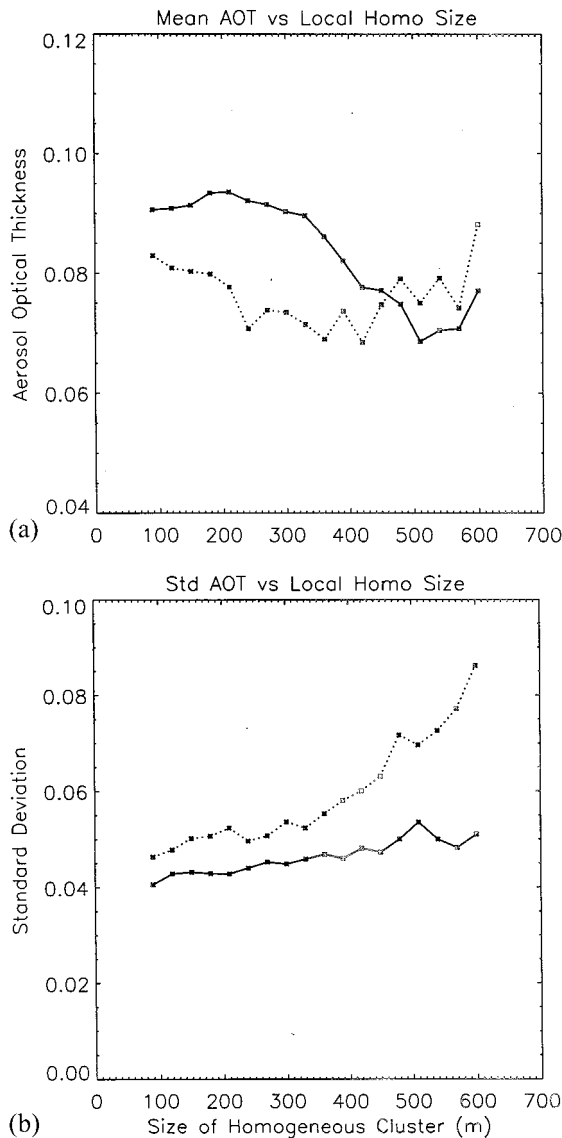 Mean AOT vs Local Homo Size
0.12
0.10
0.08
0.06
0.04
Aerosol Optical Thickness
0 100 200 300 400 500 600 700
(a)
Std AOT vs Local Homo Size
0.10
0.08
0.06
0.04
0.02
0.00
Standard Deviation
0 100 200 300 400 500 600 700
(b) Size of Homogeneous Cluster (m)